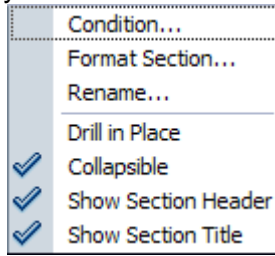 Condition...
Format Section...
Rename...
Drill in Place
Collapsible
Show Section Header
Show Section Title